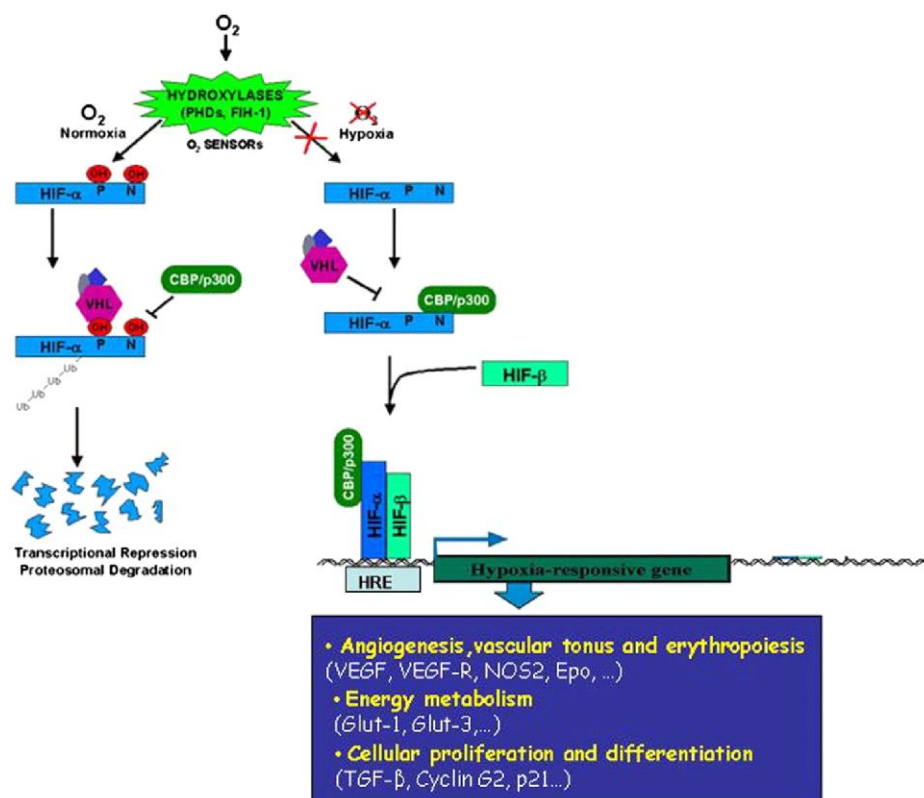 O2
HYDROXYLASES
(PHDs, FIH-1)
O2 SENSORs
O2
Normoxia
O2
Hypoxia
OH OH
HIF-α P N
HIF-α P N
VHL
CBP/p300
OH OH
HIF-α P N
Ub
Ub
Ub
Ub
VHL
CBP/p300
HIF-α P N
HIF-β
CBP/p300
HIF-α
HIF-β
Transcriptional Repression
Proteosomal Degradation
HRE
Hypoxia-responsive gene
• Angiogenesis,vascular tonus and erythropoiesis
(VEGF, VEGF-R, NOS2, Epo, ...)
• Energy metabolism
(Glut-1, Glut-3,...)
• Cellular proliferation and differentiation
(TGF-β, Cyclin G2, p21...)